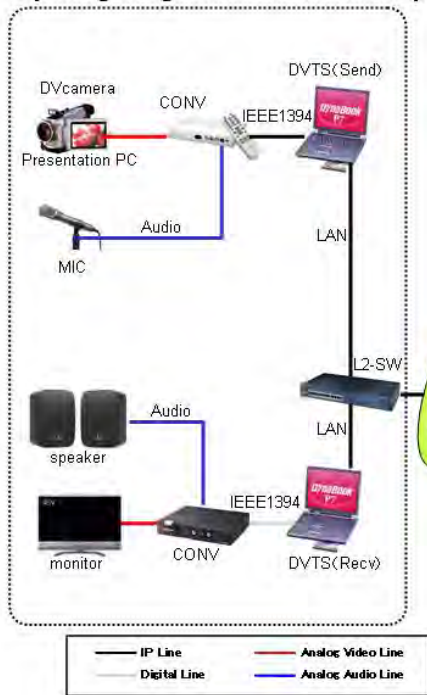 DVTS(Send)
DVcamera
CONV
IEEE1394
Presentation PC
Audio
MIC
LAN
L2-SW
Audio
LAN
speaker
IEEE1394
monitor
CONV
DVTS(Recv)
IP Line
Analog Video Line
Digital Line
Analog Audio Line